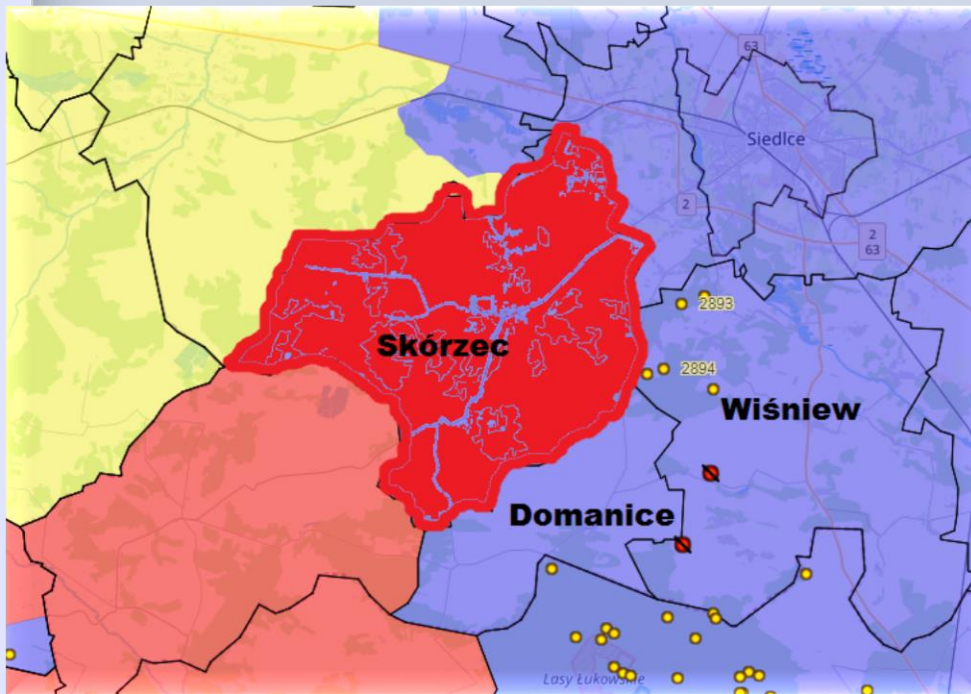 63
Siedlce
2
2
63
2893
Skórzec
2894
Wiśniew
Domanice
Lasy Łukowskie